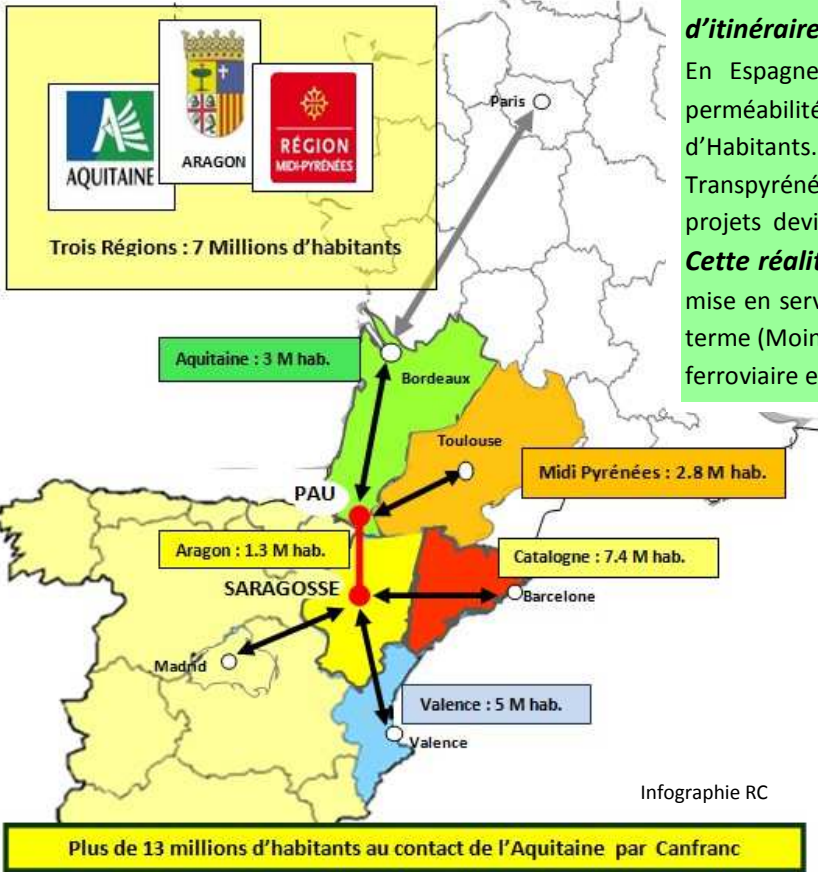 AQUITAINE
ARAGON
RÉGION
MIDI-PYRÉNÉES
Trois Régions : 7 Millions d'habitants
d'itinéraire
En Espagne
perméabilité
d'Habitants.
Transpyréné
projets devi
Cette réalit
mise en serv
terme (Moin
ferroviaire e
Paris
Aquitaine : 3 M hab.
Bordeaux
Toulouse
Midi Pyrénées : 2.8 M hab.
PAU
Aragon : 1.3 M hab.
Catalogne : 7.4 M hab.
SARAGOSSE
Barcelone
Madrid
Valence : 5 M hab.
Valence
Infographie RC
Plus de 13 millions d'habitants au contact de l'Aquitaine par Canfranc